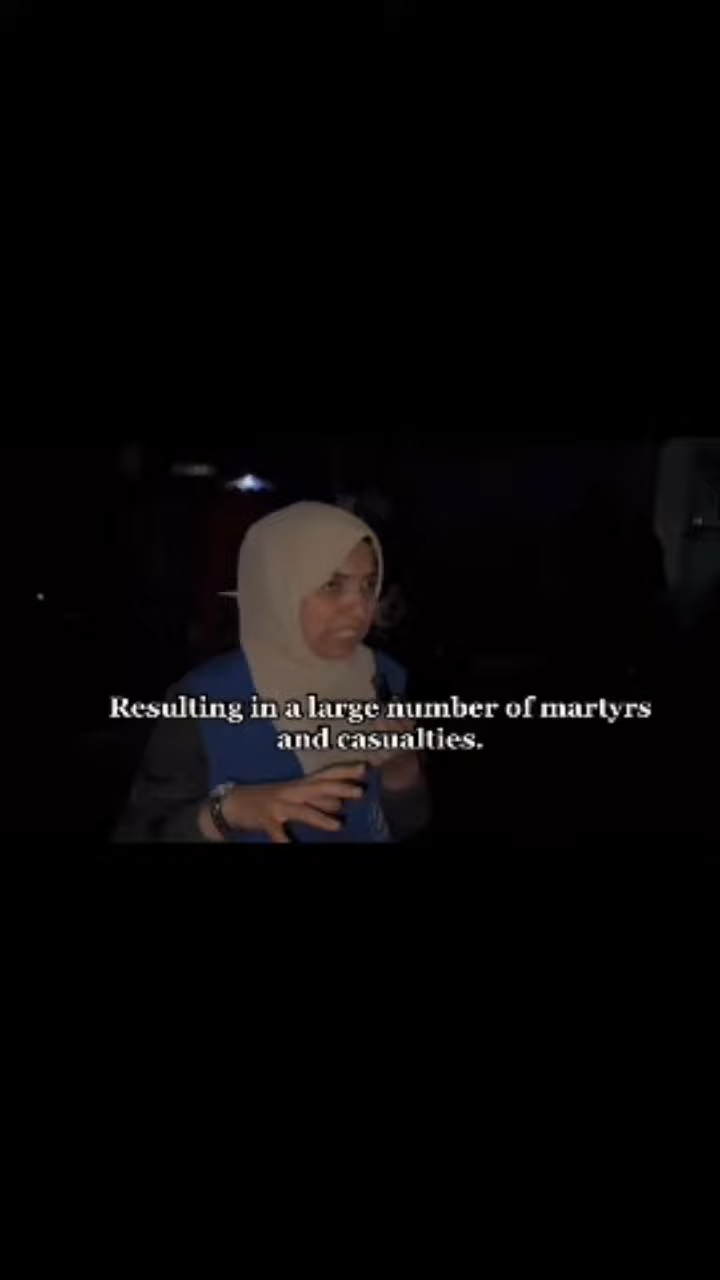 Resulting in a large number of martyrs
and casualties.